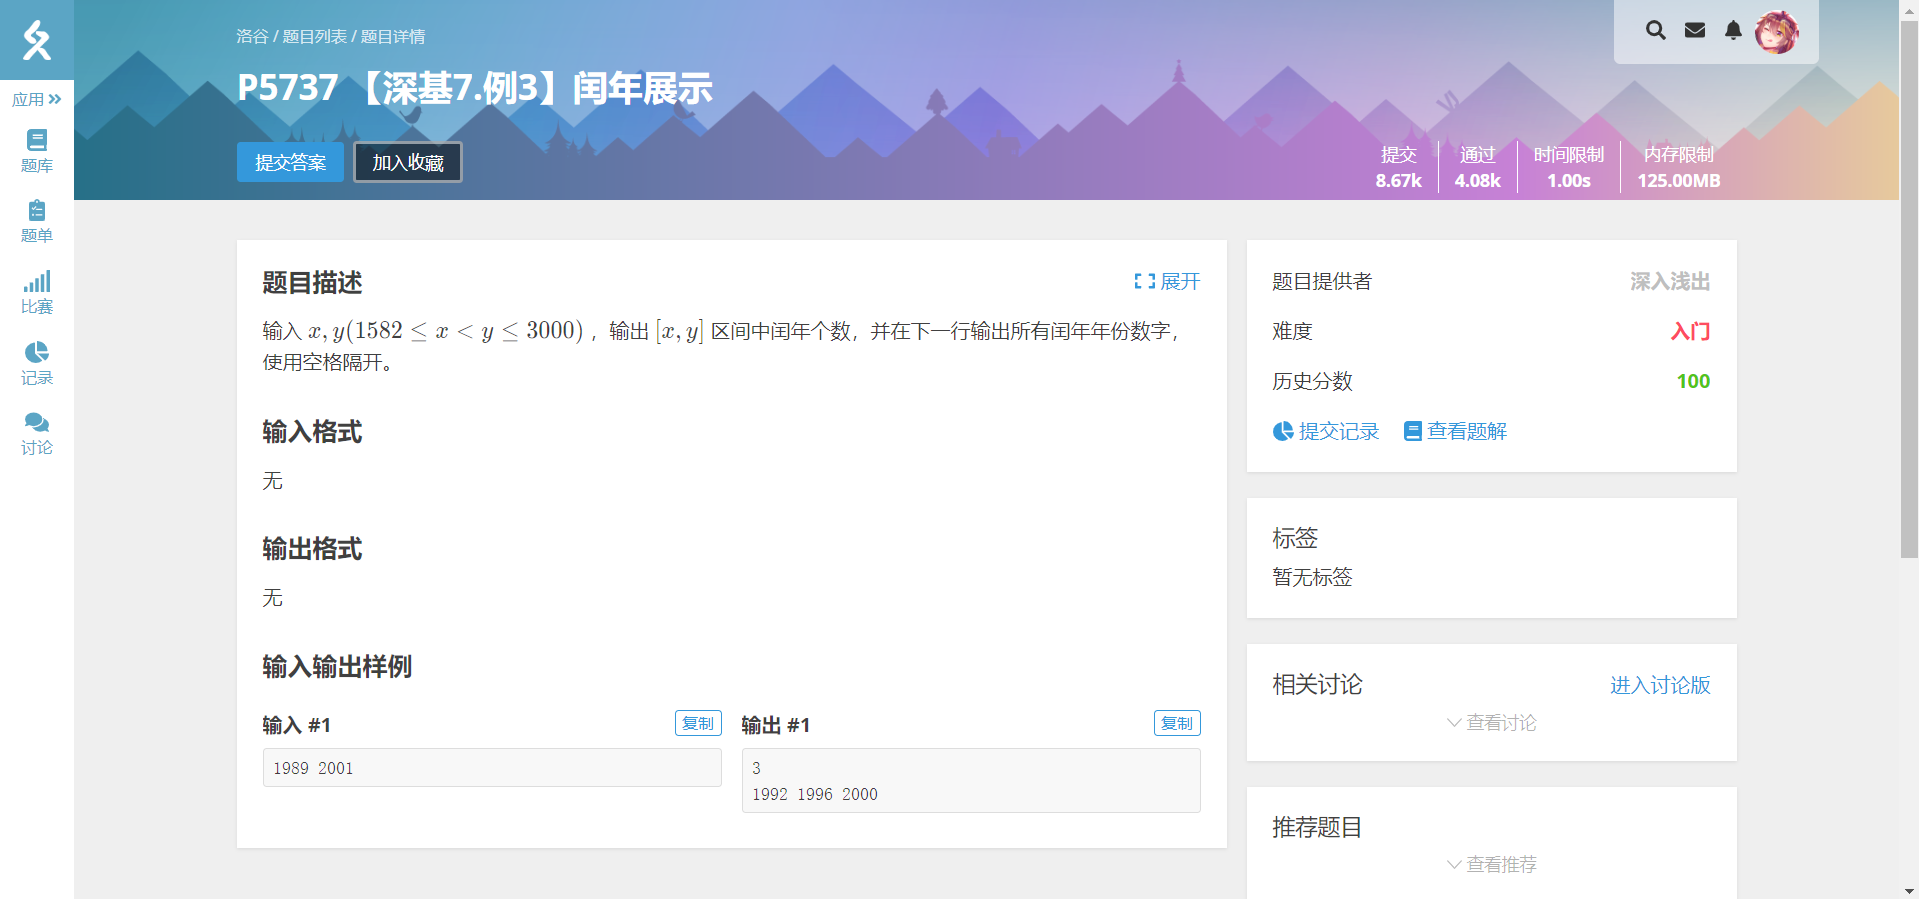 洛谷 / 题目列表 / 题目详情
P5737 【深基7.例3】闰年展示
提交答案
加入收藏
提交
8.67k
通过
4.08k
时间限制
1.00s
内存限制
125.00MB
应用
题库
题单
比赛
记录
讨论
题目描述
展开
输入 x, y(1582 ≤ x < y ≤ 3000) ，输出 [x, y] 区间中闰年个数，并在下一行输出所有闰年年份数字，
使用空格隔开。
输入格式
无
输出格式
无
输入输出样例
输入 #1
复制
1989 2001
输出 #1
复制
3
1992 1996 2000
题目提供者
深入浅出
难度
入门
历史分数
100
提交记录
查看题解
标签
暂无标签
相关讨论
进入讨论版
查看讨论
推荐题目
查看推荐